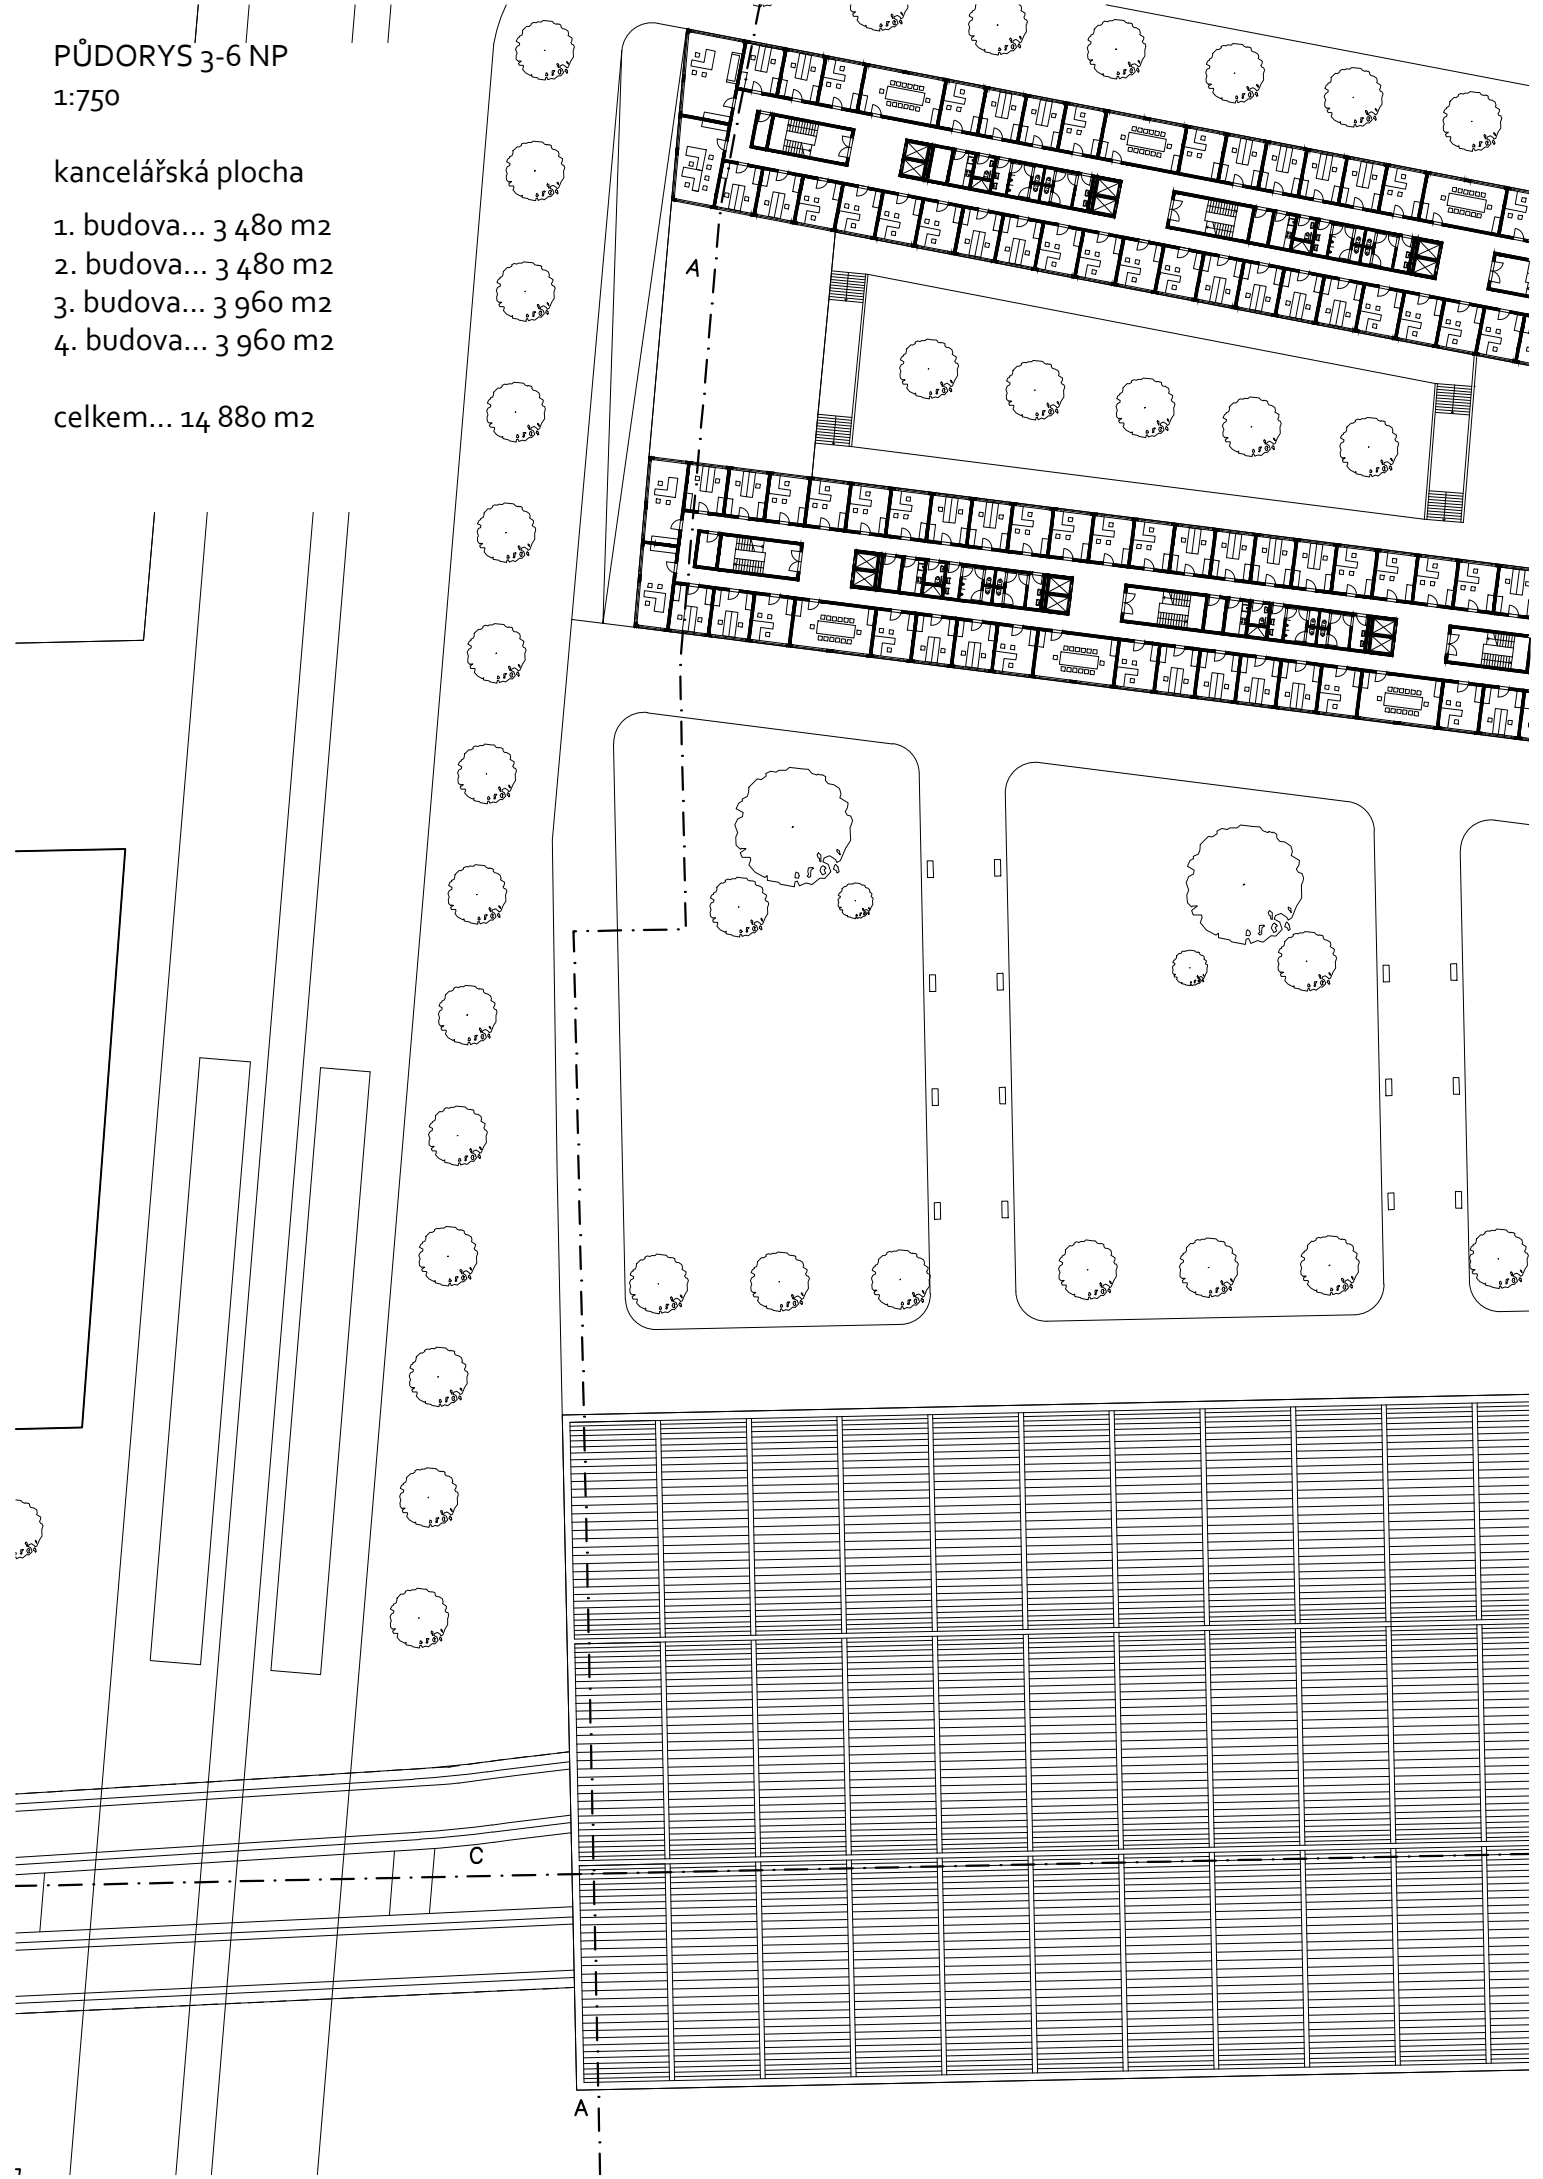 PŮDORYS 3-6 NP
1:750
kancelářská plocha
1. budova... 3 480 m2
2. budova... 3 480 m2
3. budova... 3 960 m2
4. budova... 3 960 m2
celkem... 14 880 m2
A
C
A